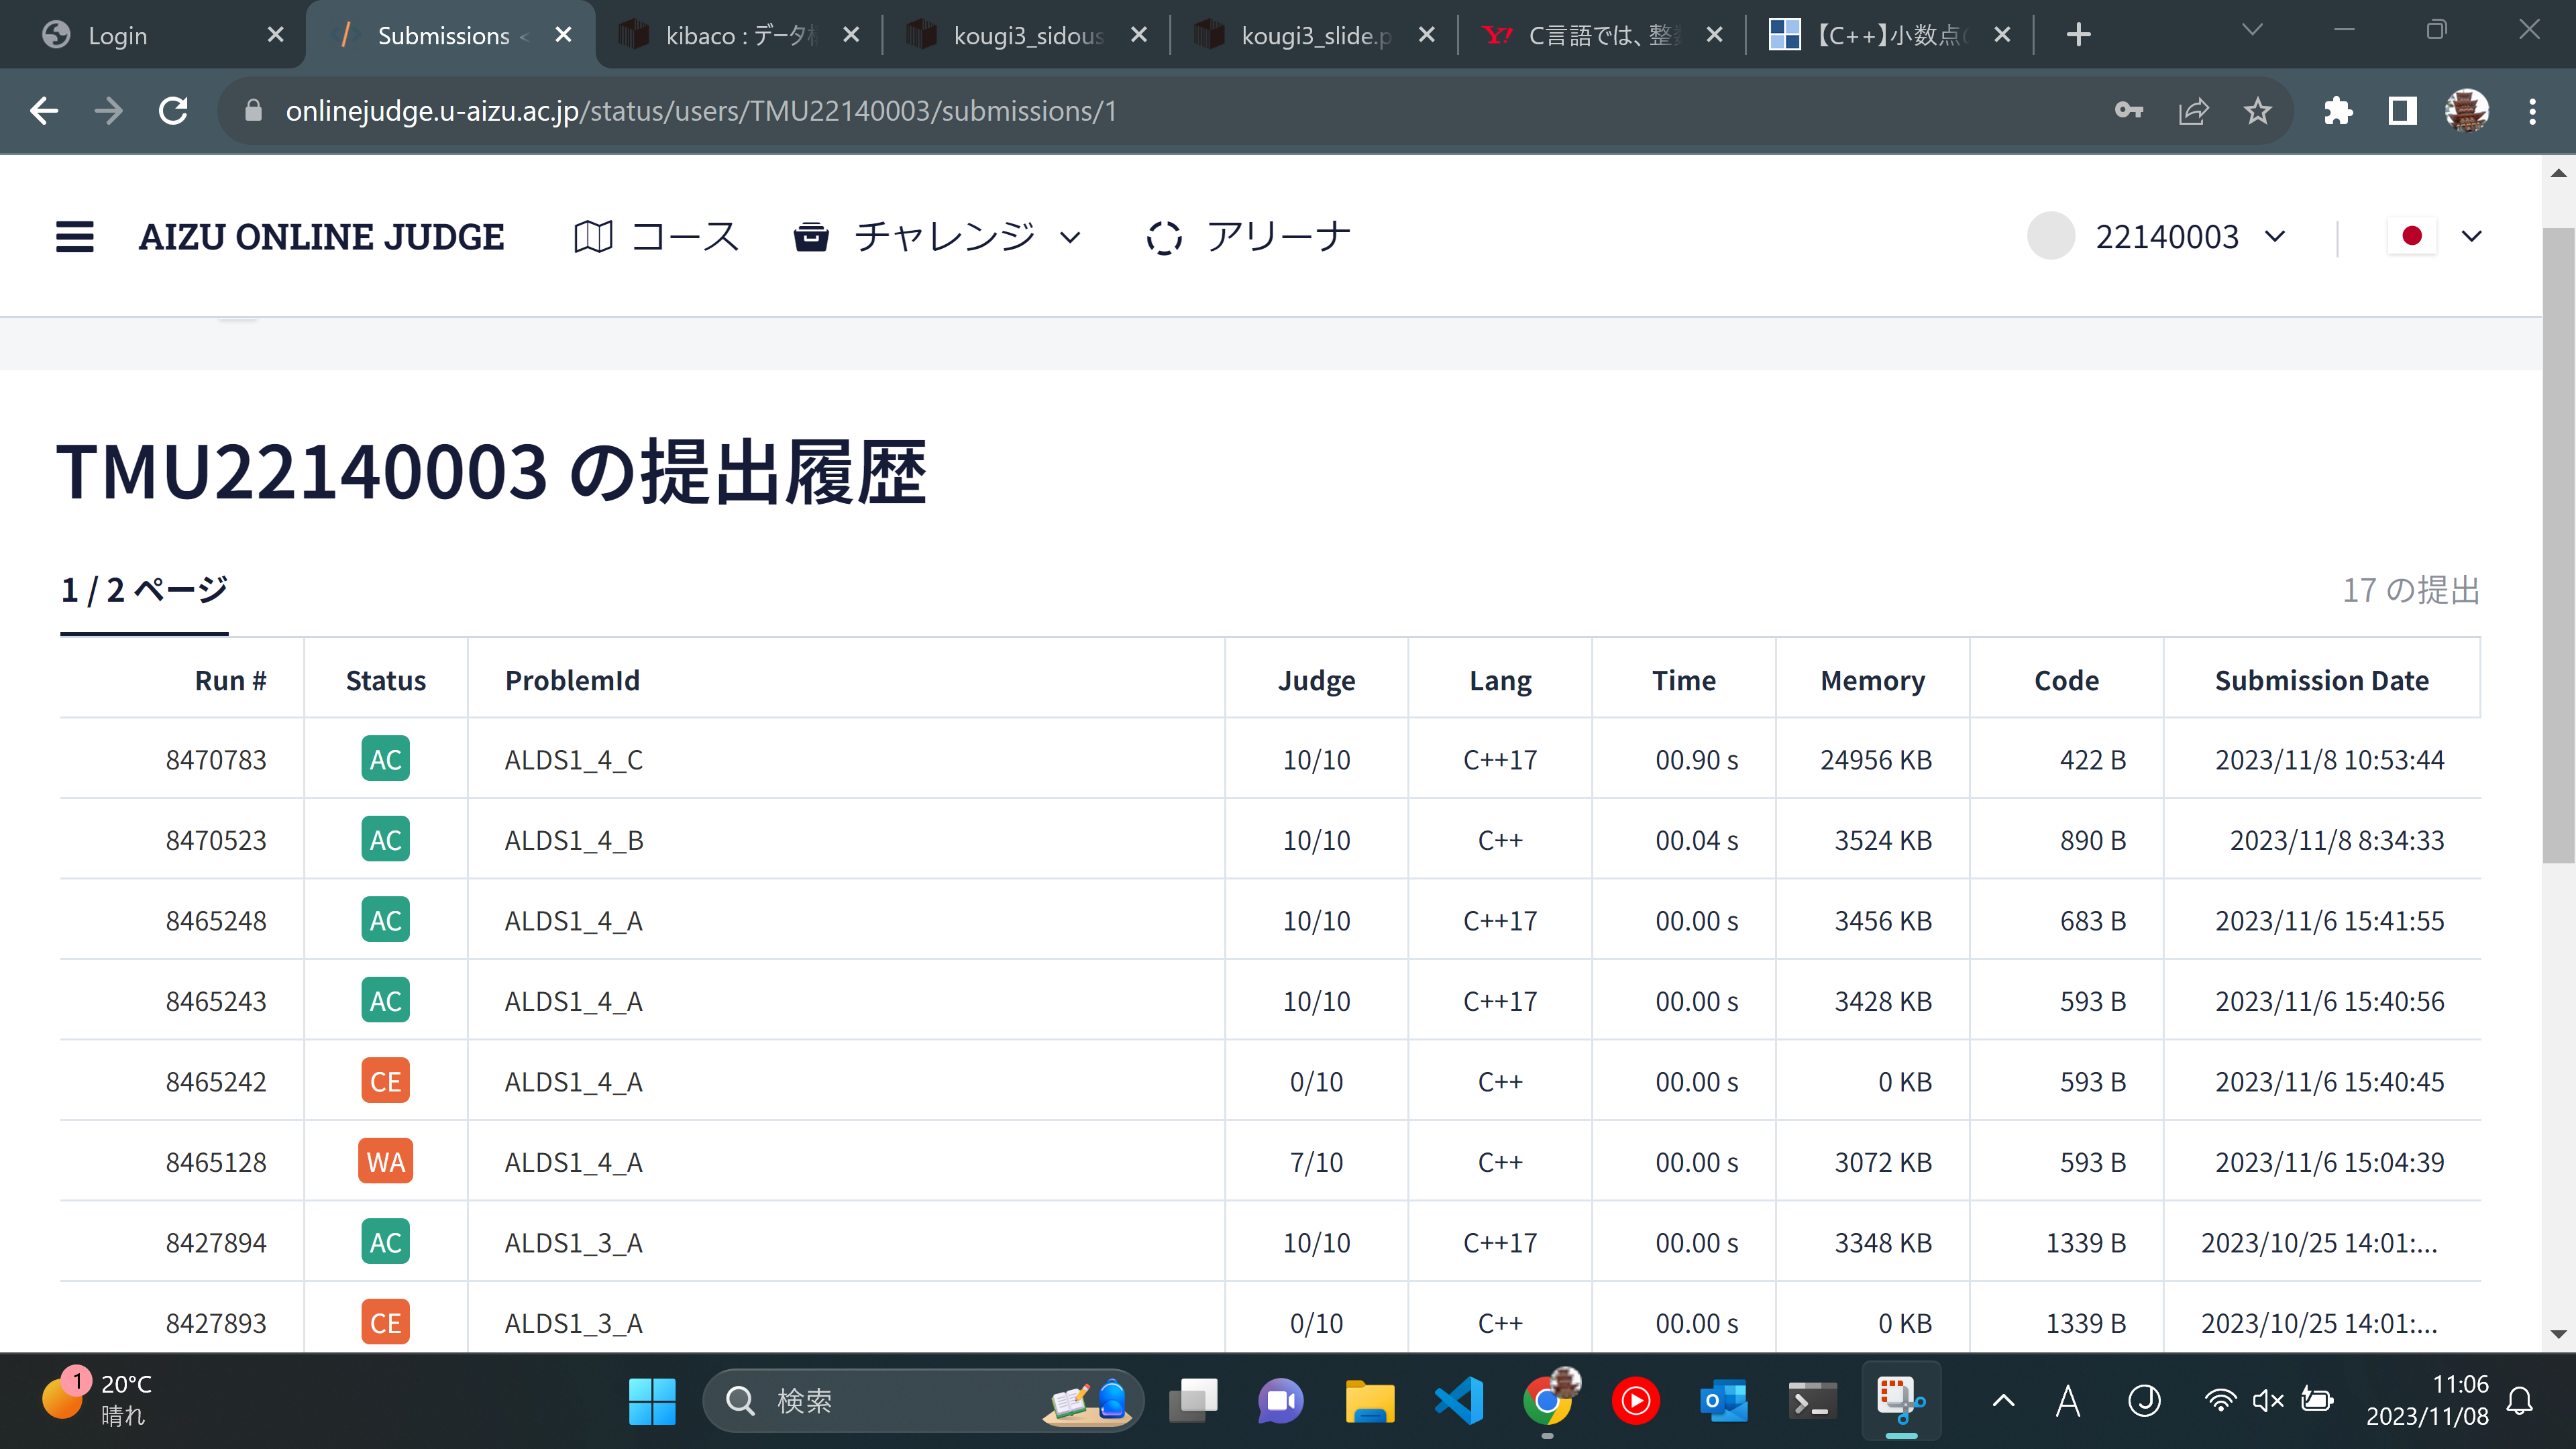 Login
Submissions <
kibaco : データ構
kougi3_sidous
kougi3_slide.p
C言語では、整数
【C++】小数点の
onlinejudge.u-aizu.ac.jp/status/users/TMU22140003/submissions/1
AIZU ONLINE JUDGE
コース
チャレンジ
アリーナ
22140003
TMU22140003 の提出履歴
1 / 2 ページ
17 の提出
Run # Status ProblemId Judge Lang Time Memory Code Submission Date
8470783 AC ALDS1_4_C 10/10 C++17 00.90 s 24956 KB 422 B 2023/11/8 10:53:44
8470523 AC ALDS1_4_B 10/10 C++ 00.04 s 3524 KB 890 B 2023/11/8 8:34:33
8465248 AC ALDS1_4_A 10/10 C++17 00.00 s 3456 KB 683 B 2023/11/6 15:41:55
8465243 AC ALDS1_4_A 10/10 C++17 00.00 s 3428 KB 593 B 2023/11/6 15:40:56
8465242 CE ALDS1_4_A 0/10 C++ 00.00 s 0 KB 593 B 2023/11/6 15:40:45
8465128 WA ALDS1_4_A 7/10 C++ 00.00 s 3072 KB 593 B 2023/11/6 15:04:39
8427894 AC ALDS1_3_A 10/10 C++17 00.00 s 3348 KB 1339 B 2023/10/25 14:01:...
8427893 CE ALDS1_3_A 0/10 C++ 00.00 s 0 KB 1339 B 2023/10/25 14:01:...
1
20°C
晴れ
検索
A
J
11:06
2023/11/08